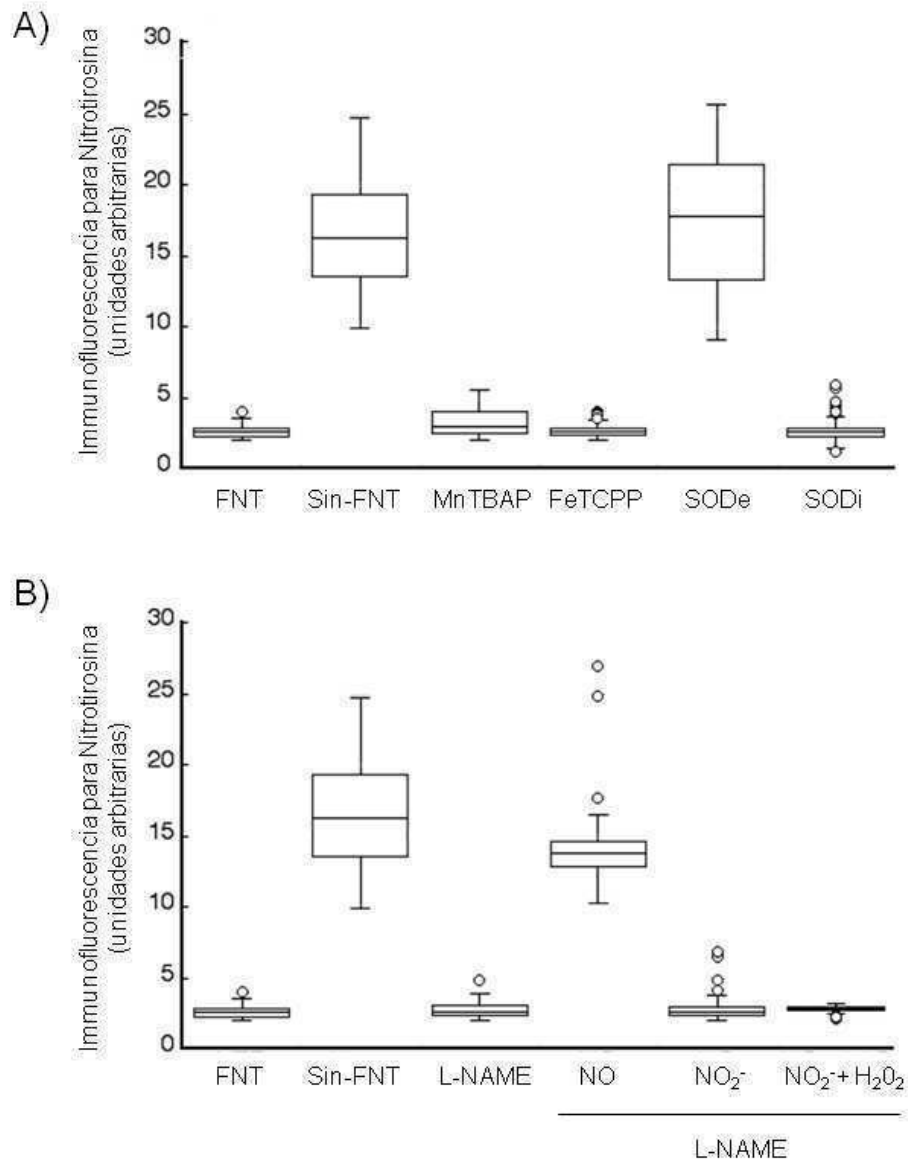 A)
Immunofluorescencia para Nitrotirosina
(unidades arbitrarias)
30
25
20
15
10
5
0
FNT Sin-FNT MnTBAP FeTCPP SODe SODi
B)
Immunofluorescencia para Nitrotirosina
(unidades arbitrarias)
30
25
20
15
10
5
0
FNT Sin-FNT L-NAME NO NO₂⁻ NO₂⁻+H₂0₂
L-NAME